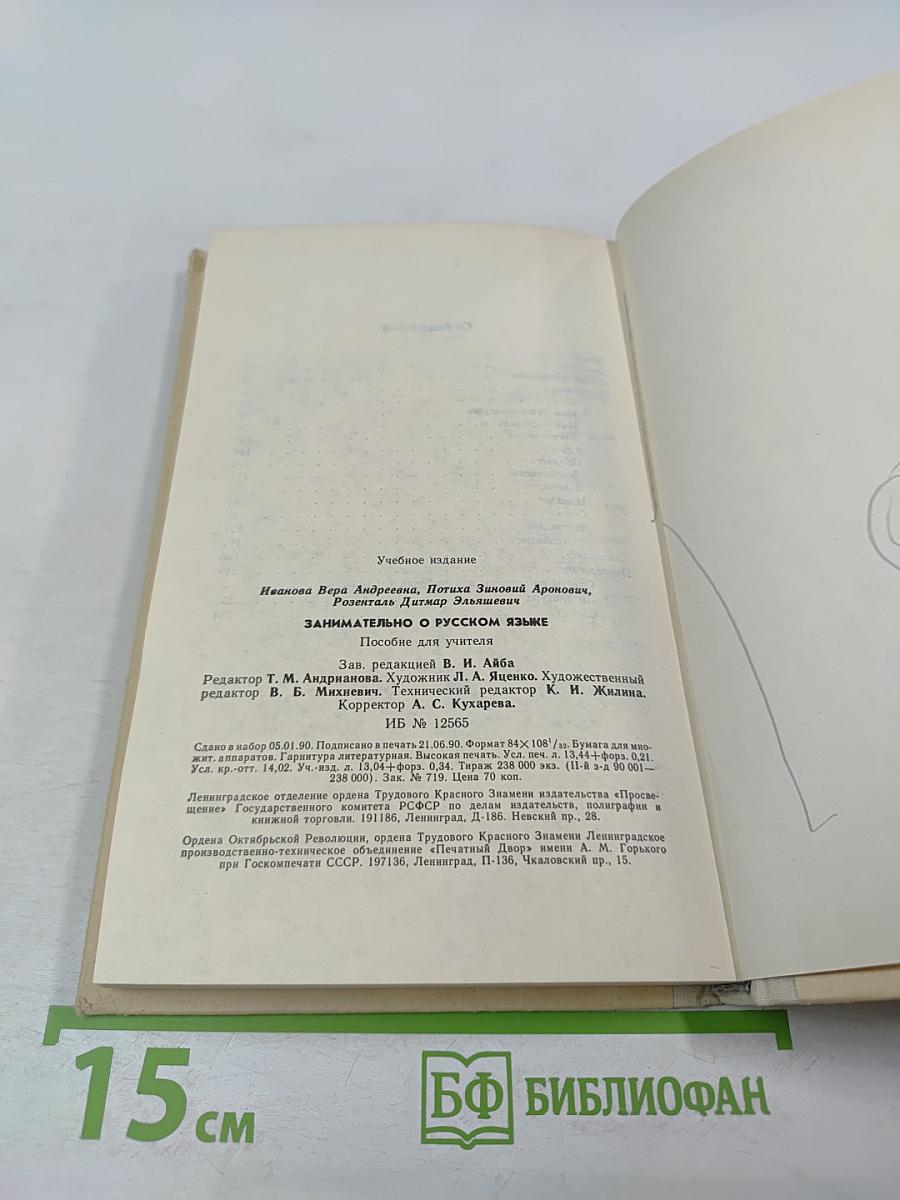 Учебное издание
Иванова Вера Андреевна, Потиха Зиновий Аронович,
Розенталь Дитмар Эльяшевич
ЗАНИМАТЕЛЬНО О РУССКОМ ЯЗЫКЕ
Пособие для учителя
Зав. редакцией В. И. Айба
Редактор Т. М. Андрианова. Художник Л. А. Яценко. Художественный
редактор В. Б. Михневич. Технический редактор К. И. Жилина.
Корректор А. С. Кухарева.
ИБ № 12565
Сдано в набор 05.01.90. Подписано в печать 21.06.90. Формат 84×108¹/₃₂. Бумага для мно-
жит. аппаратов. Гарнитура литературная. Высокая печать. Усл. печ. л. 13,44+форз. 0,21.
Усл. кр.-отт. 14,02. Уч.-изд. л. 13,04+форз. 0,34. Тираж 238 000 экз. (II-й з-д 90 001—
238 000). Зак. № 719. Цена 70 коп.
Ленинградское отделение ордена Трудового Красного Знамени издательства «Просве-
щение» Государственного комитета РСФСР по делам издательств, полиграфии и
книжной торговли. 191186, Ленинград, Д-186. Невский пр., 28.
Ордена Октябрьской Революции, ордена Трудового Красного Знамени Ленинградское
производственно-техническое объединение «Печатный Двор» имени А. М. Горького
при Госкомпечати СССР. 197136, Ленинград, П-136, Чкаловский пр., 15.
15 см
БФ БИБЛИОФАН